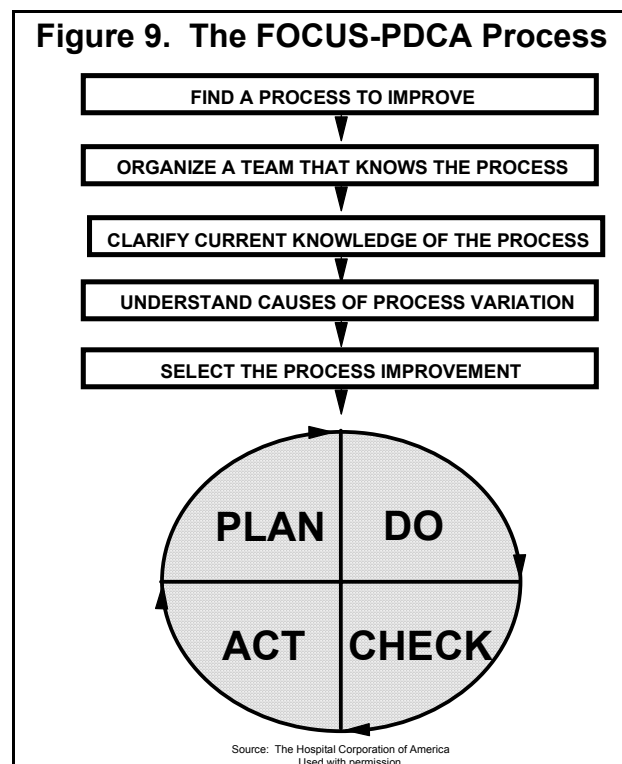 Figure 9. The FOCUS-PDCA Process
FIND A PROCESS TO IMPROVE
ORGANIZE A TEAM THAT KNOWS THE PROCESS
CLARIFY CURRENT KNOWLEDGE OF THE PROCESS
UNDERSTAND CAUSES OF PROCESS VARIATION
SELECT THE PROCESS IMPROVEMENT
PLAN DO
ACT CHECK
Source: The Hospital Corporation of America
Used with permission